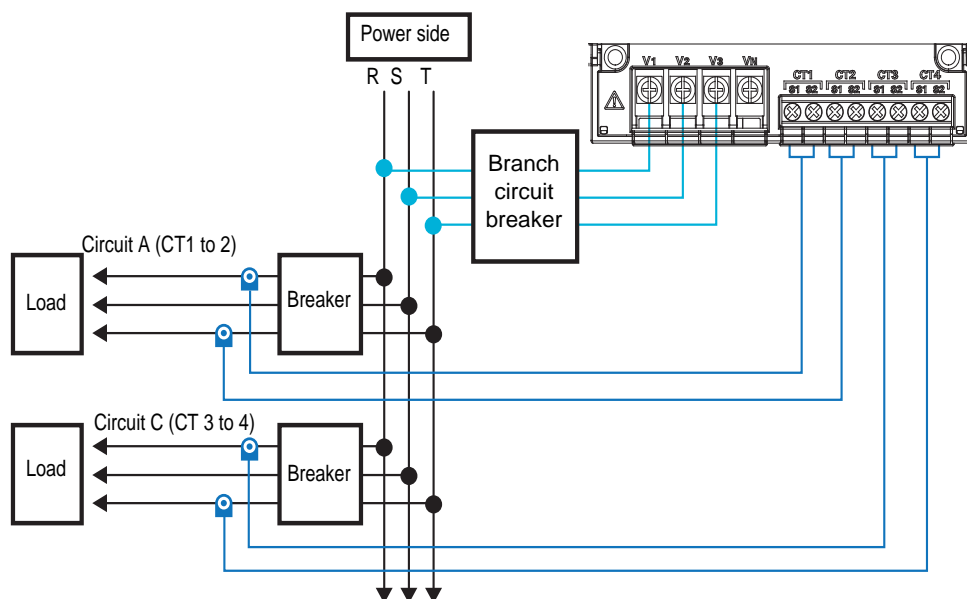 Power side
R S T
V1 V2 V3 VN
CT1 CT2 CT3 CT4
S1 S2 S1 S2 S1 S2 S1 S2
Branch
circuit
breaker
Circuit A (CT1 to 2)
Load
Breaker
Circuit C (CT 3 to 4)
Load
Breaker